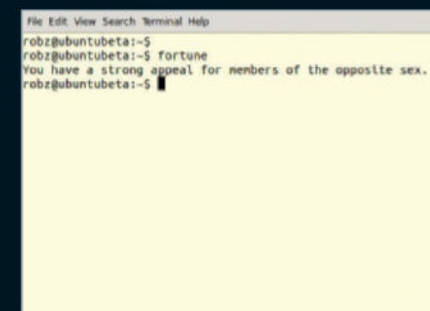 File Edit View Search Terminal Help
robz@ubuntubeta:~$
robz@ubuntubeta:~$ fortune
You have a strong appeal for members of the opposite sex.
robz@ubuntubeta:~$